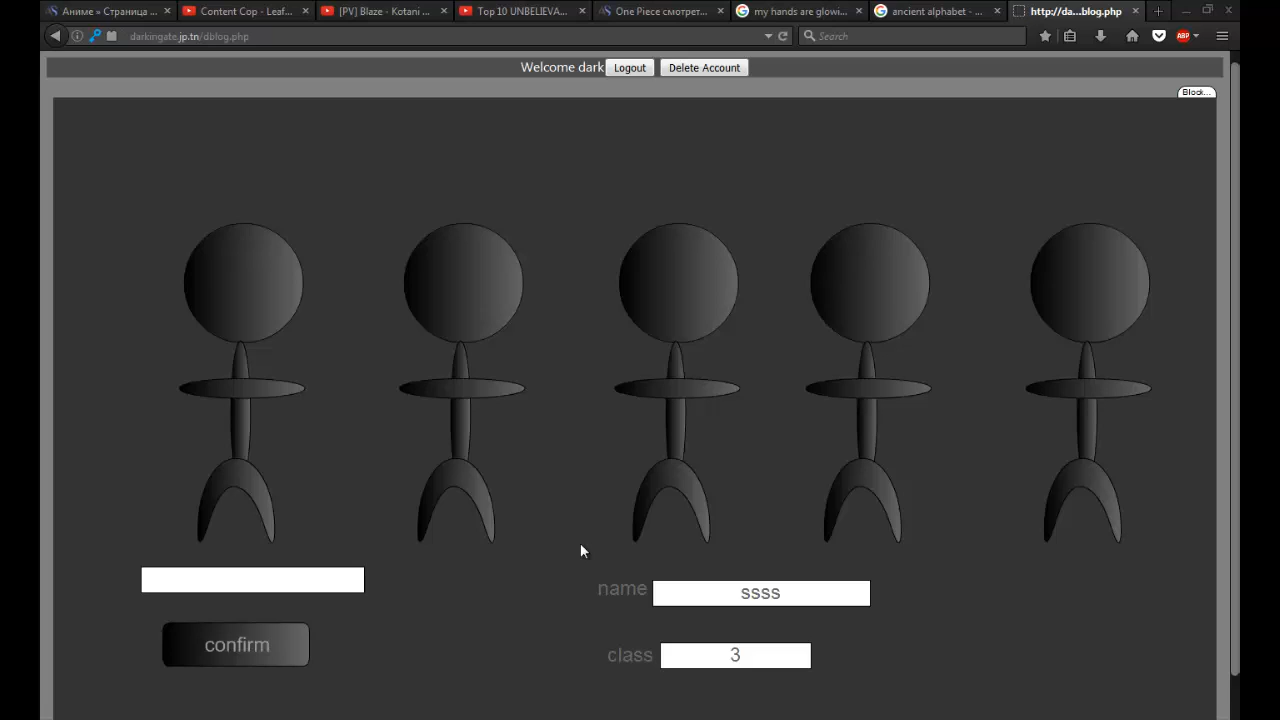 Аниме » Страница ...
Content Cop - Leaf...
[PV] Blaze - Kotani ...
Top 10 UNBELIEVA...
One Piece смотрет...
my hands are glowi...
ancient alphabet - ...
http://da...blog.php
darkingate.jp.tn/dblog.php
Search
ABP
Welcome dark Logout Delete Account
Block...
name ssss
confirm
class 3